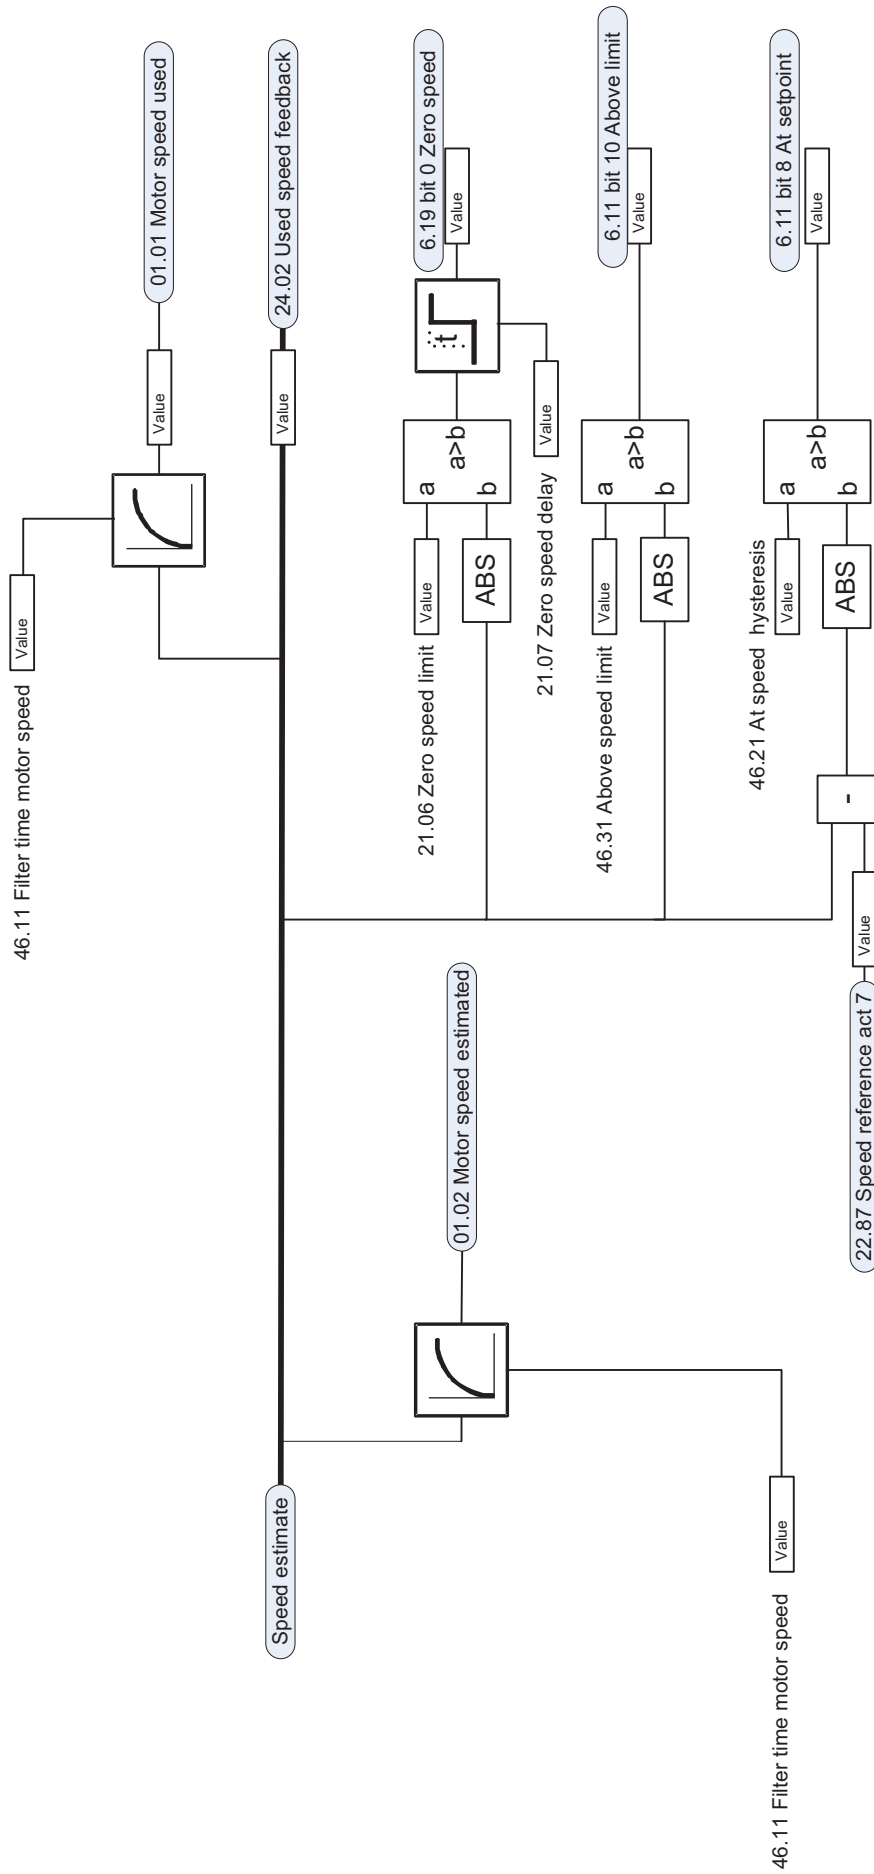 46.11 Filter time motor speed
Value
Value
01.01 Motor speed used
Speed estimate
Value
24.02 Used speed feedback
21.06 Zero speed limit
Value
a
a>b
b
ABS
t
6.19 bit 0 Zero speed
Value
01.02 Motor speed estimated
21.07 Zero speed delay
Value
46.31 Above speed limit
Value
a
a>b
b
ABS
6.11 bit 10 Above limit
Value
46.21 At speed hysteresis
Value
a
a>b
b
ABS
6.11 bit 8 At setpoint
Value
46.11 Filter time motor speed
Value
-
Value
22.87 Speed reference act 7